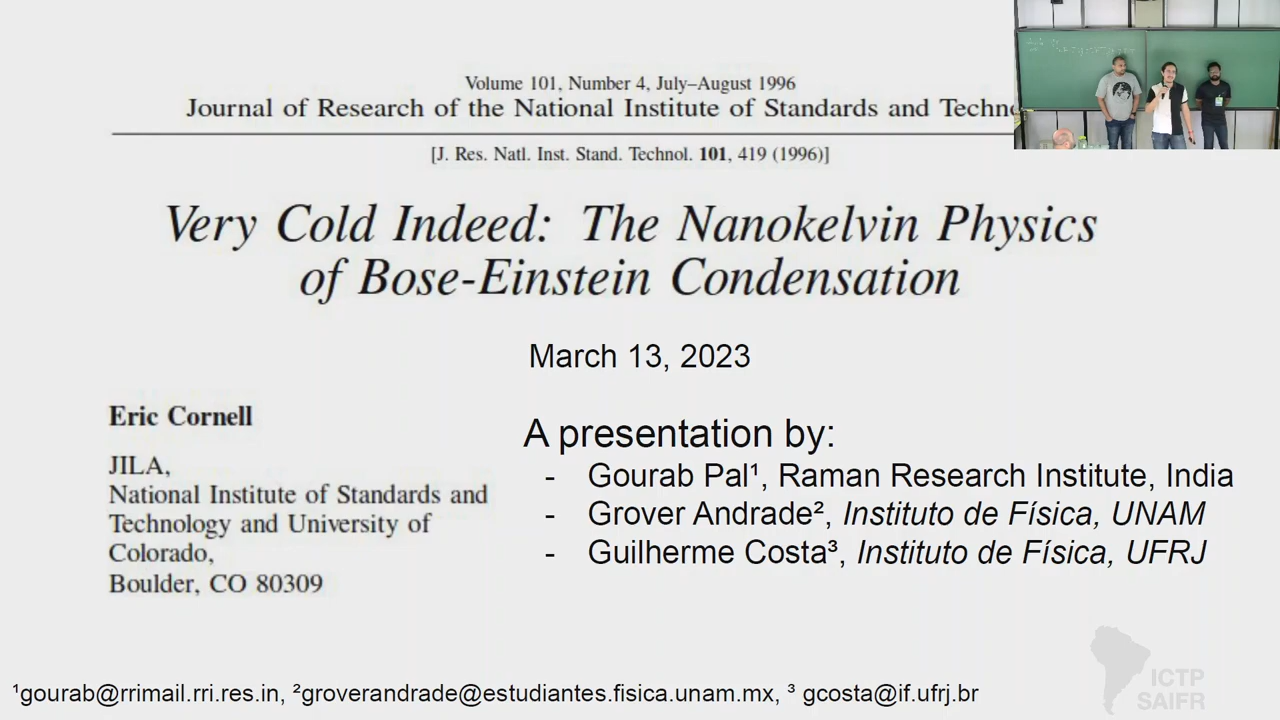 Volume 101, Number 4, July–August 1996
Journal of Research of the National Institute of Standards and Techno
[J. Res. Natl. Inst. Stand. Technol. 101, 419 (1996)]
Very Cold Indeed: The Nanokelvin Physics
of Bose-Einstein Condensation
March 13, 2023
Eric Cornell
JILA,
National Institute of Standards and
Technology and University of
Colorado,
Boulder, CO 80309
A presentation by:
- Gourab Pal¹, Raman Research Institute, India
- Grover Andrade², Instituto de Física, UNAM
- Guilherme Costa³, Instituto de Física, UFRJ
ICTP
SAIFR
¹gourab@rrimail.rri.res.in, ²groverandrade@estudiantes.fisica.unam.mx, ³ gcosta@if.ufrj.br